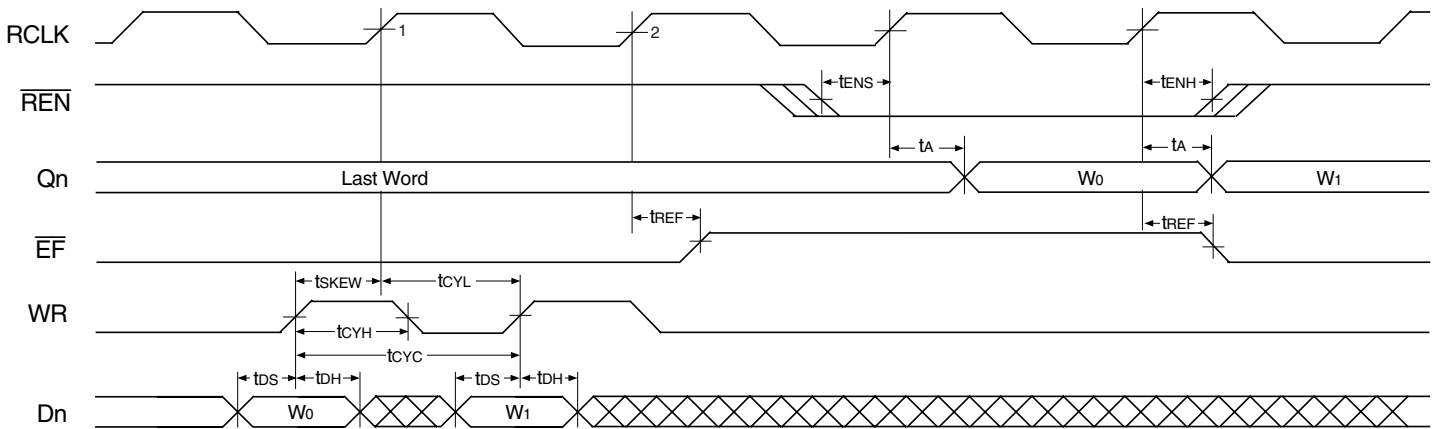 RCLK 1 2
REN tENS tENH
tA tA
Qn Last Word W0 W1
tREF tREF
EF
tSKEW tCYL
WR
tCYH
tCYC
tDS tDH tDS tDH
Dn W0 W1